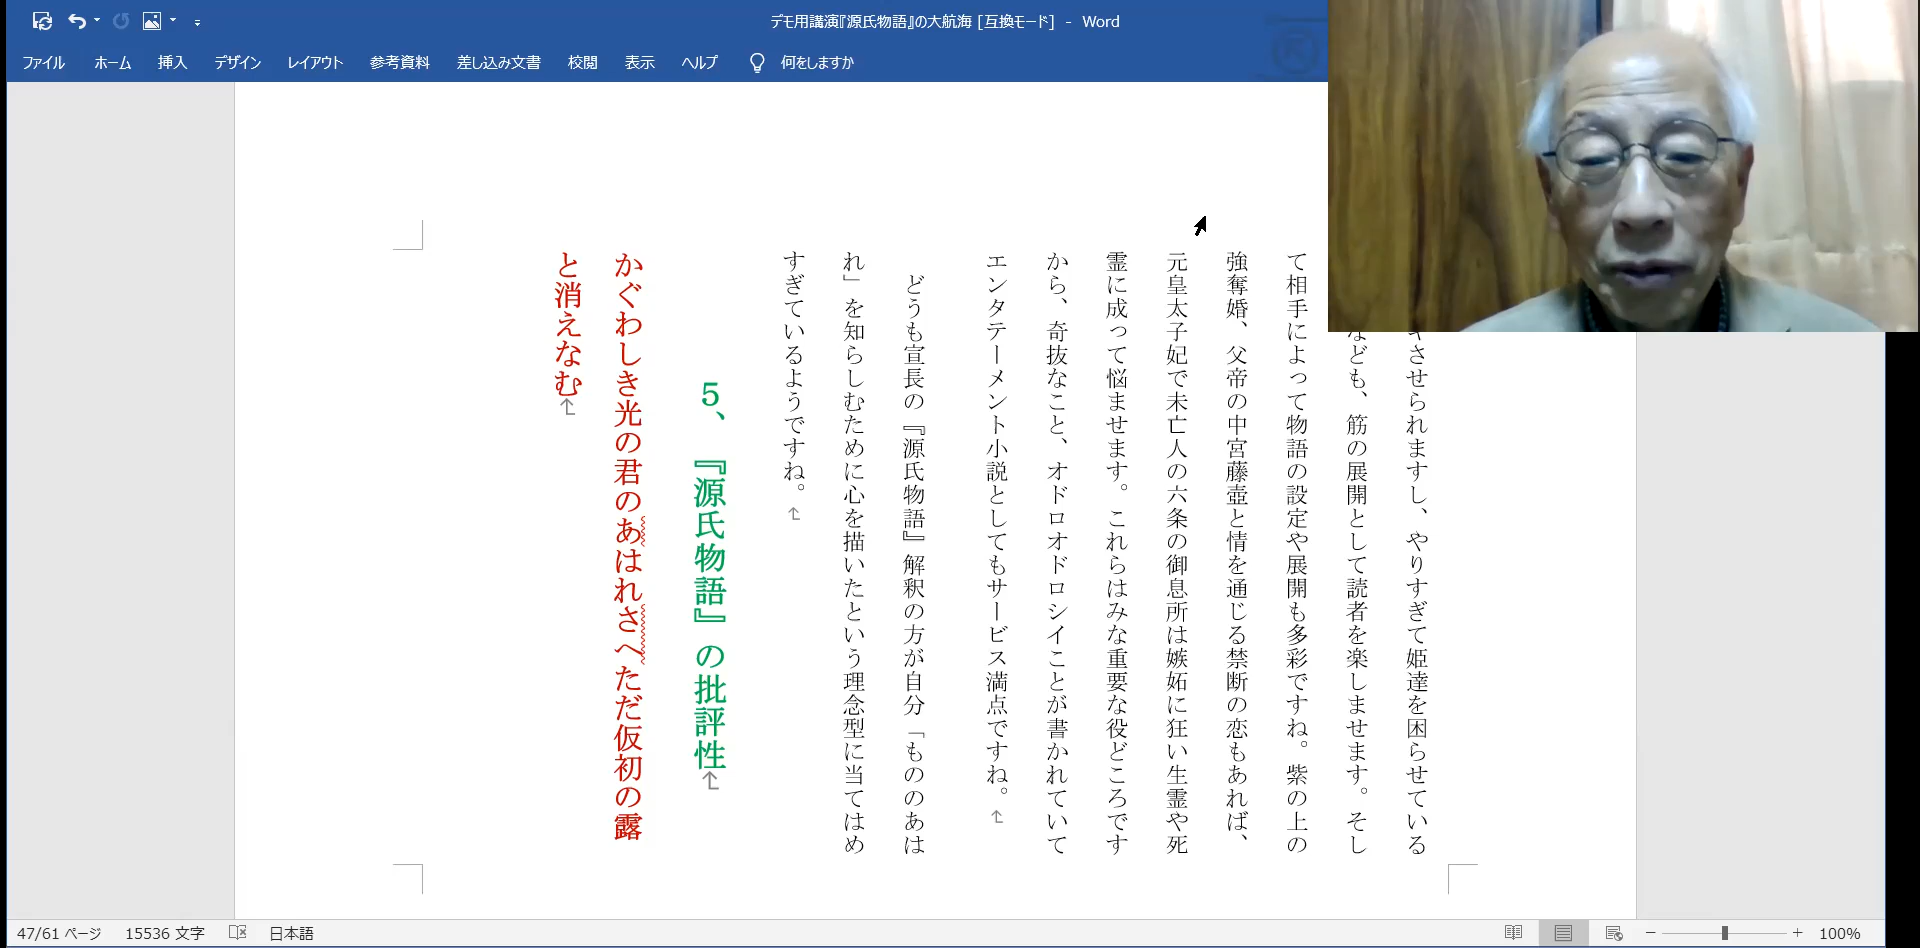 デモ用講演『源氏物語』の大航海 [互換モード] - Word
ファイル ホーム 挿入 デザイン レイアウト 参考資料 差し込み文書 校閲 表示 ヘルプ 何をしますか
させられますし、やりすぎて姫達を困らせている
ども、筋の展開として読者を楽しませます。そし
て相手によって物語の設定や展開も多彩ですね。紫の上の
強奪婚、父帝の中宮藤壺と情を通じる禁断の恋もあれば、
元皇太子妃で未亡人の六条の御息所は嫉妬に狂い生霊や死
霊に成って悩ませます。これらはみな重要な役どころです
から、奇抜なこと、オドロオドロシイことが書かれていて
エンタテーメント小説としてもサービス満点ですね。
どうも宣長の『源氏物語』解釈の方が自分「もののあは
れ」を知らしむために心を描いたという理念型に当てはめ
すぎているようですね。
5、『源氏物語』の批評性
かぐわしき光の君のあはれさへただ仮初の露
と消えなむ
47/61 ページ 15536 文字 日本語 100%